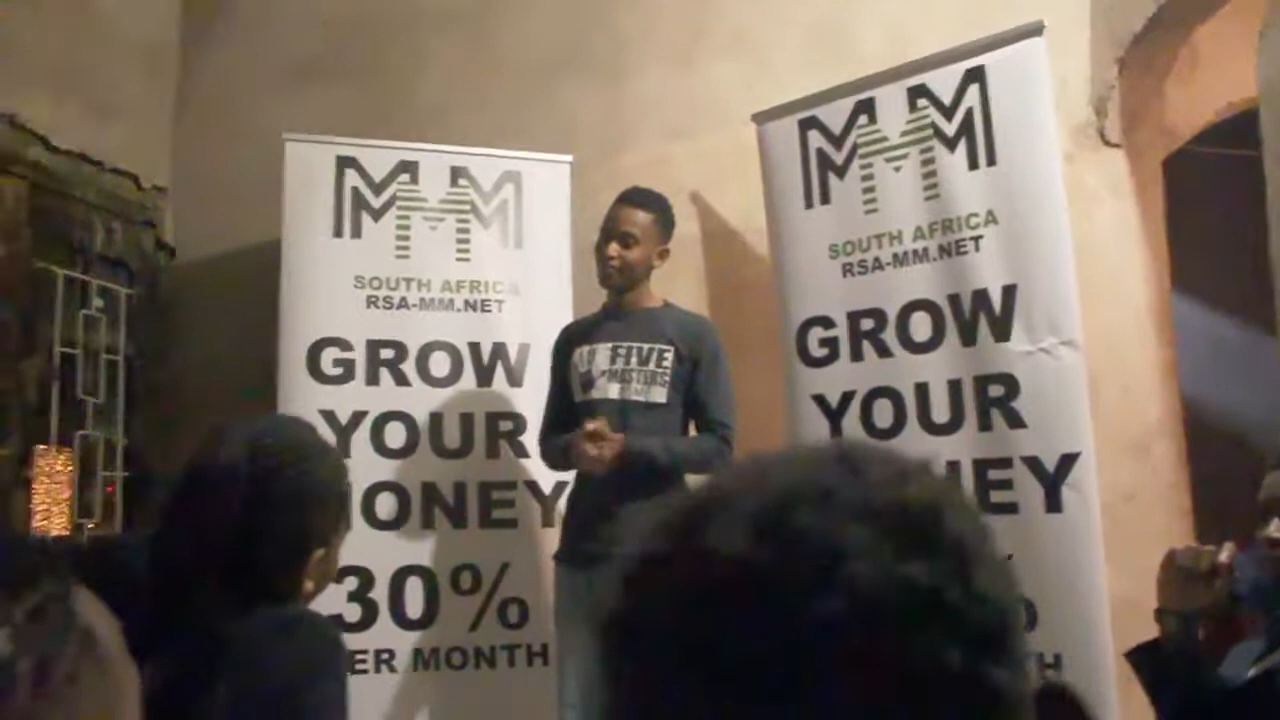 MMM
SOUTH AFRICA
RSA-MM.NET
GROW
YOUR
ONEY
30%
ER MONTH
FIVE
MASTERS
MMM
SOUTH AFRICA
RSA-MM.NET
GROW
YOUR
EY
H